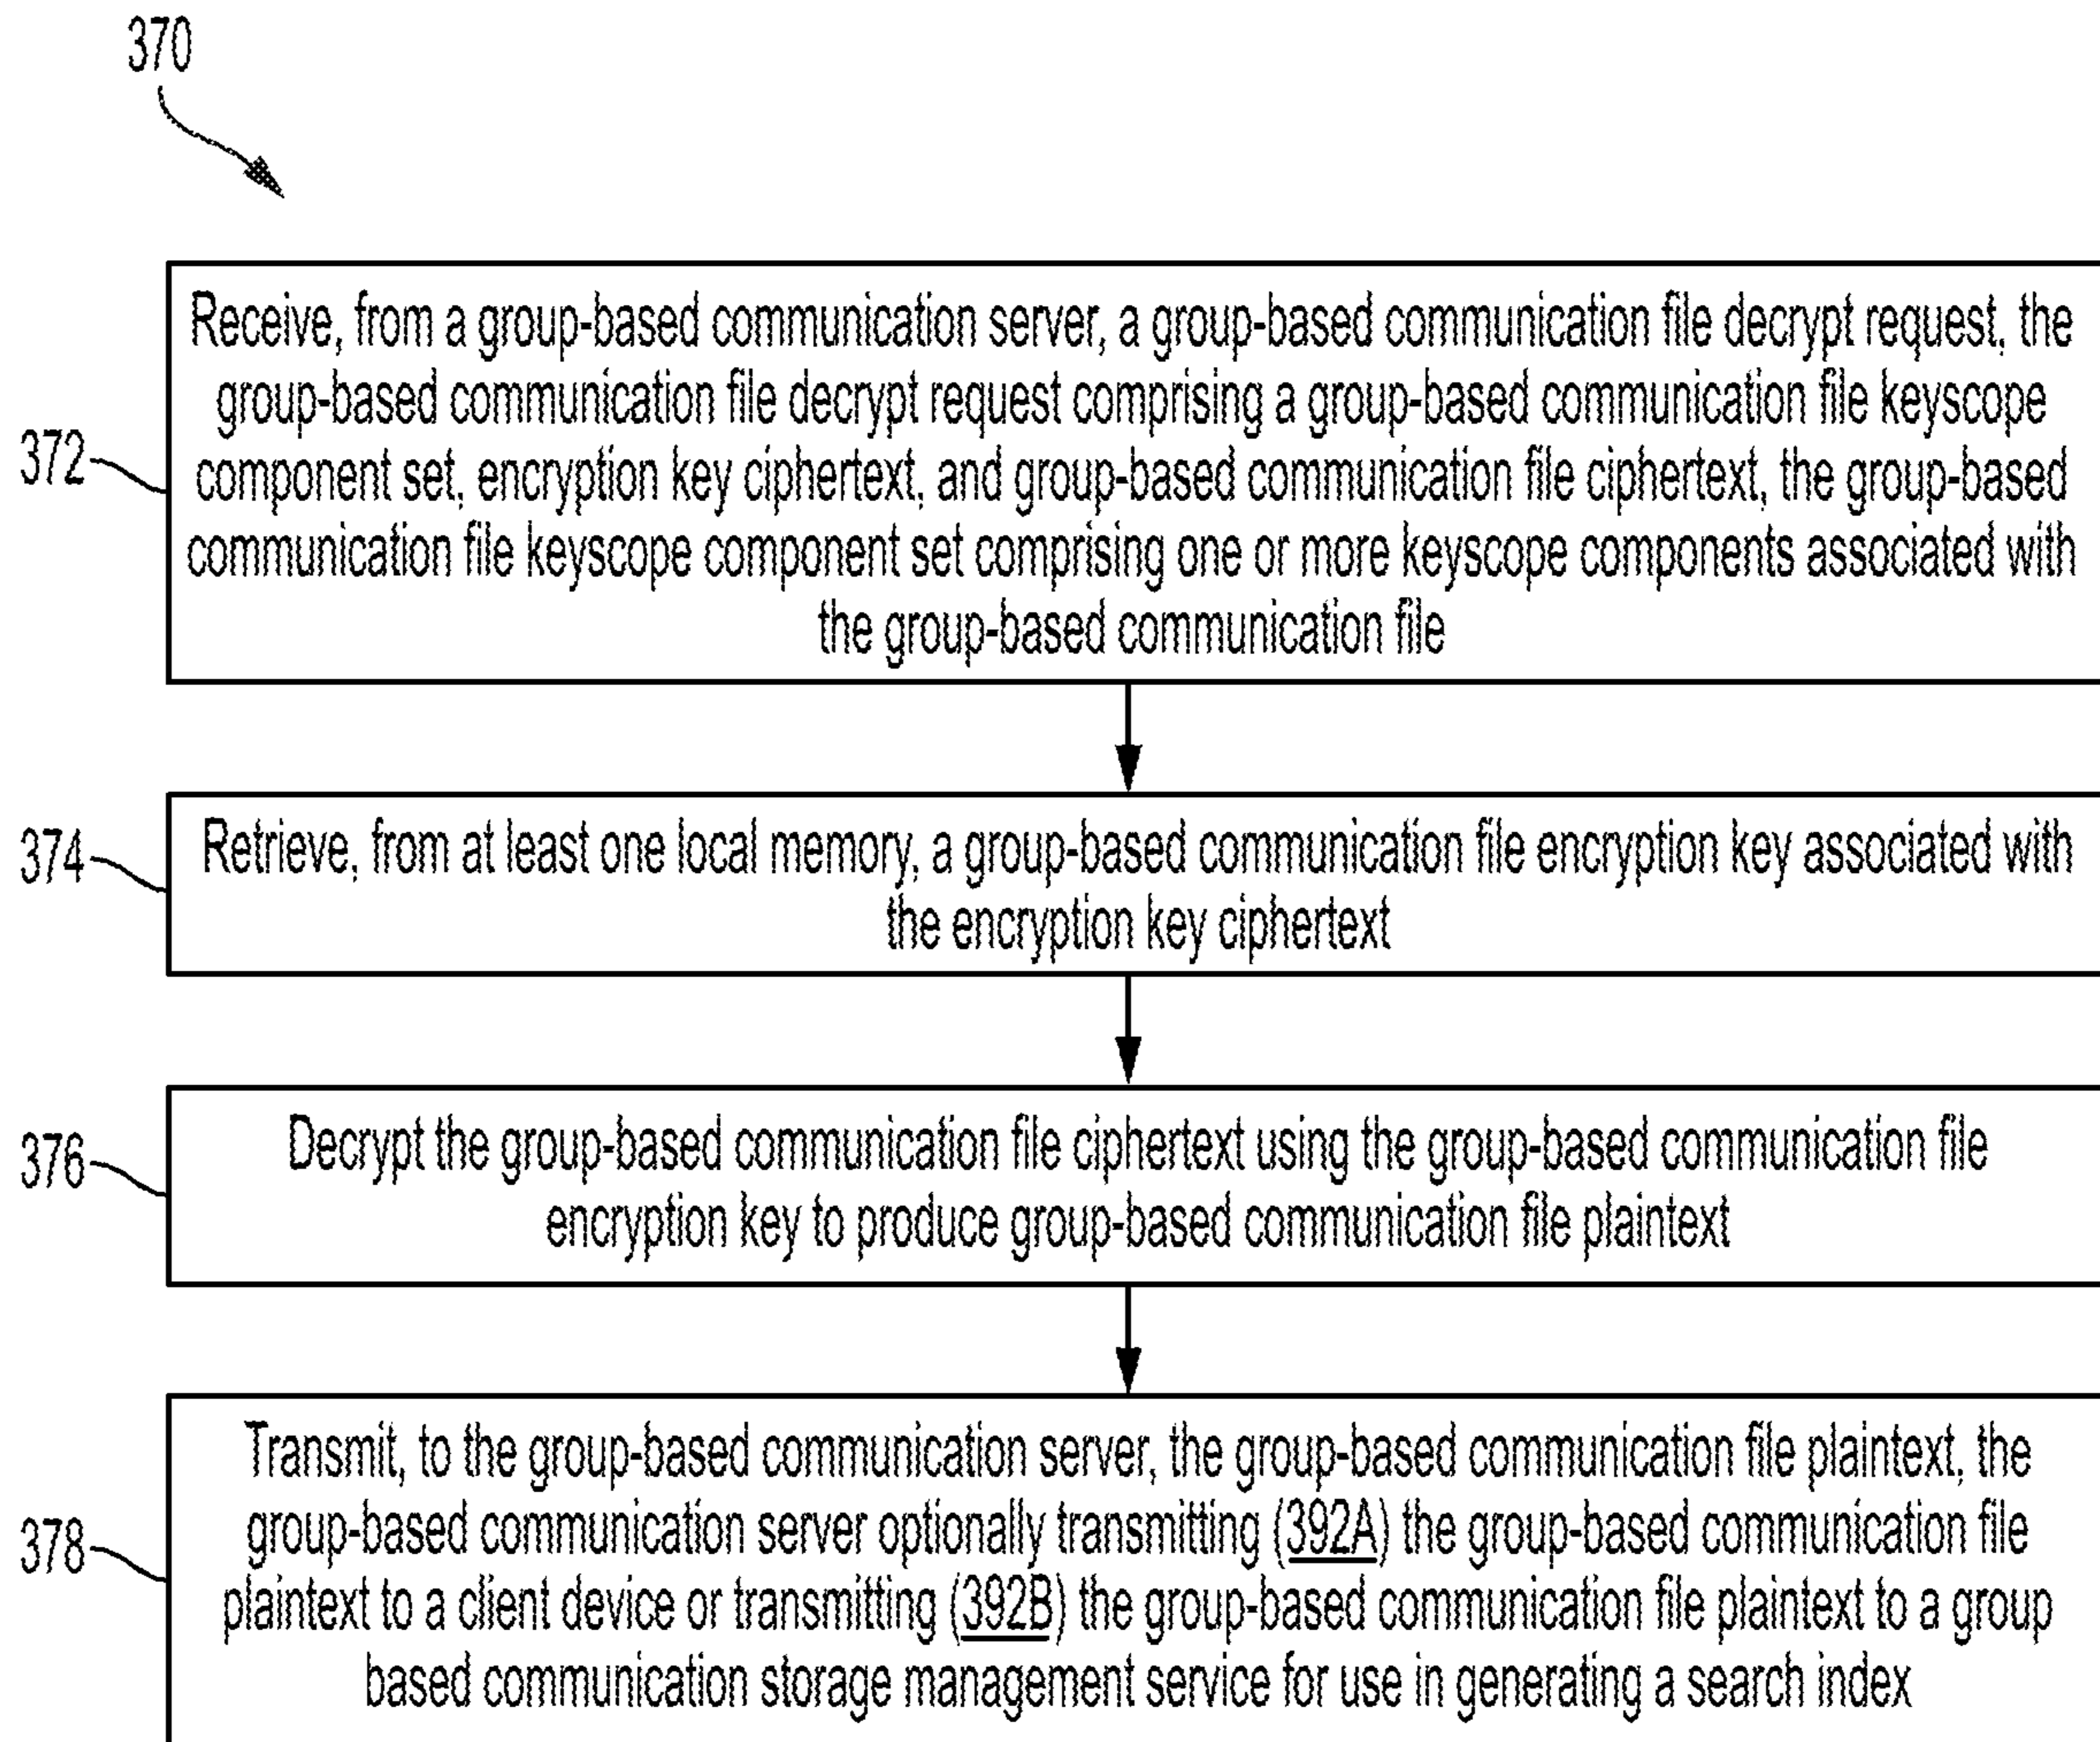 370
372
Receive, from a group-based communication server, a group-based communication file decrypt request, the
group-based communication file decrypt request comprising a group-based communication file keyscope
component set, encryption key ciphertext, and group-based communication file ciphertext, the group-based
communication file keyscope component set comprising one or more keyscope components associated with
the group-based communication file
374
Retrieve, from at least one local memory, a group-based communication file encryption key associated with
the encryption key ciphertext
376
Decrypt the group-based communication file ciphertext using the group-based communication file
encryption key to produce group-based communication file plaintext
378
Transmit, to the group-based communication server, the group-based communication file plaintext, the
group-based communication server optionally transmitting (392A) the group-based communication file
plaintext to a client device or transmitting (392B) the group-based communication file plaintext to a group
based communication storage management service for use in generating a search index